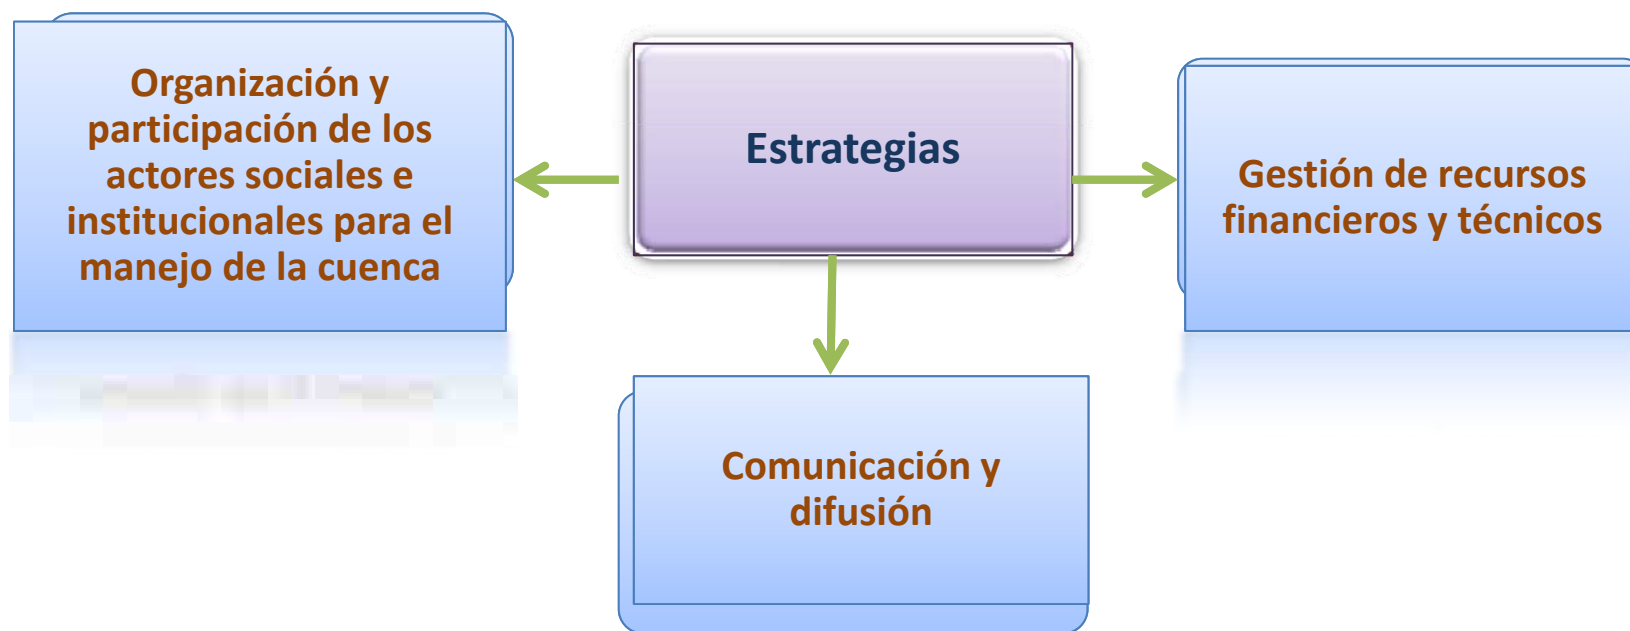 Organización y
participación de los
actores sociales e
institucionales para el
manejo de la cuenca
Estrategias
Gestión de recursos
financieros y técnicos
Comunicación y
difusión